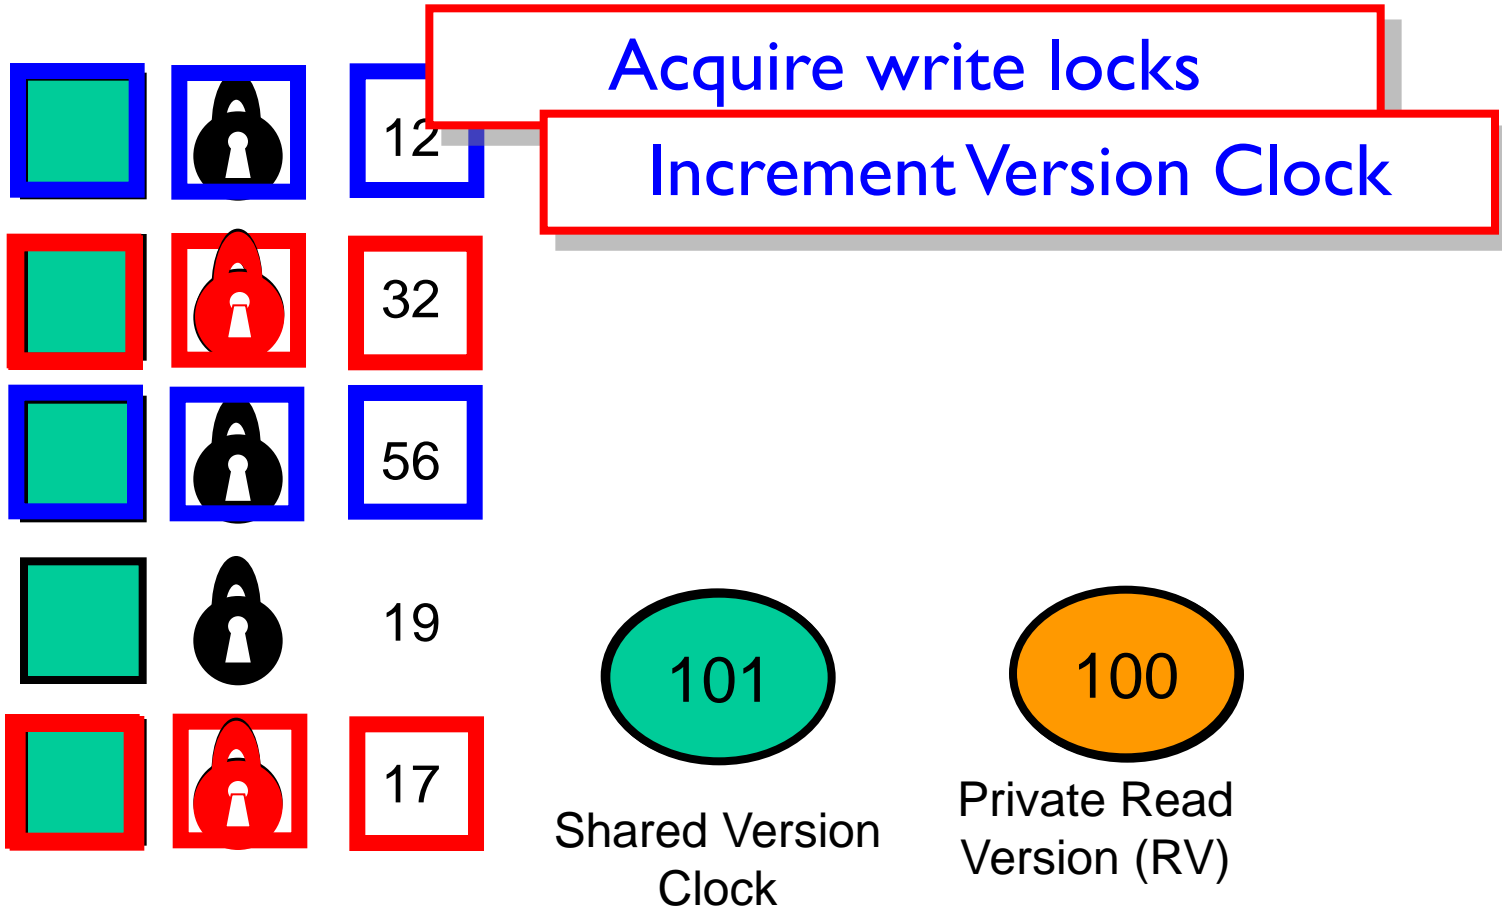 Acquire write locks
Increment Version Clock
12
32
56
19
17
101
100
Shared Version
Clock
Private Read
Version (RV)